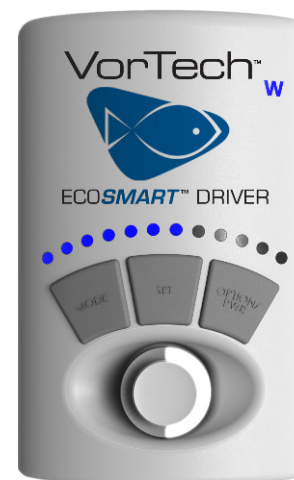 VorTech™
W
ECOSMART™ DRIVER
MODE
SET
OPTION/
PWR